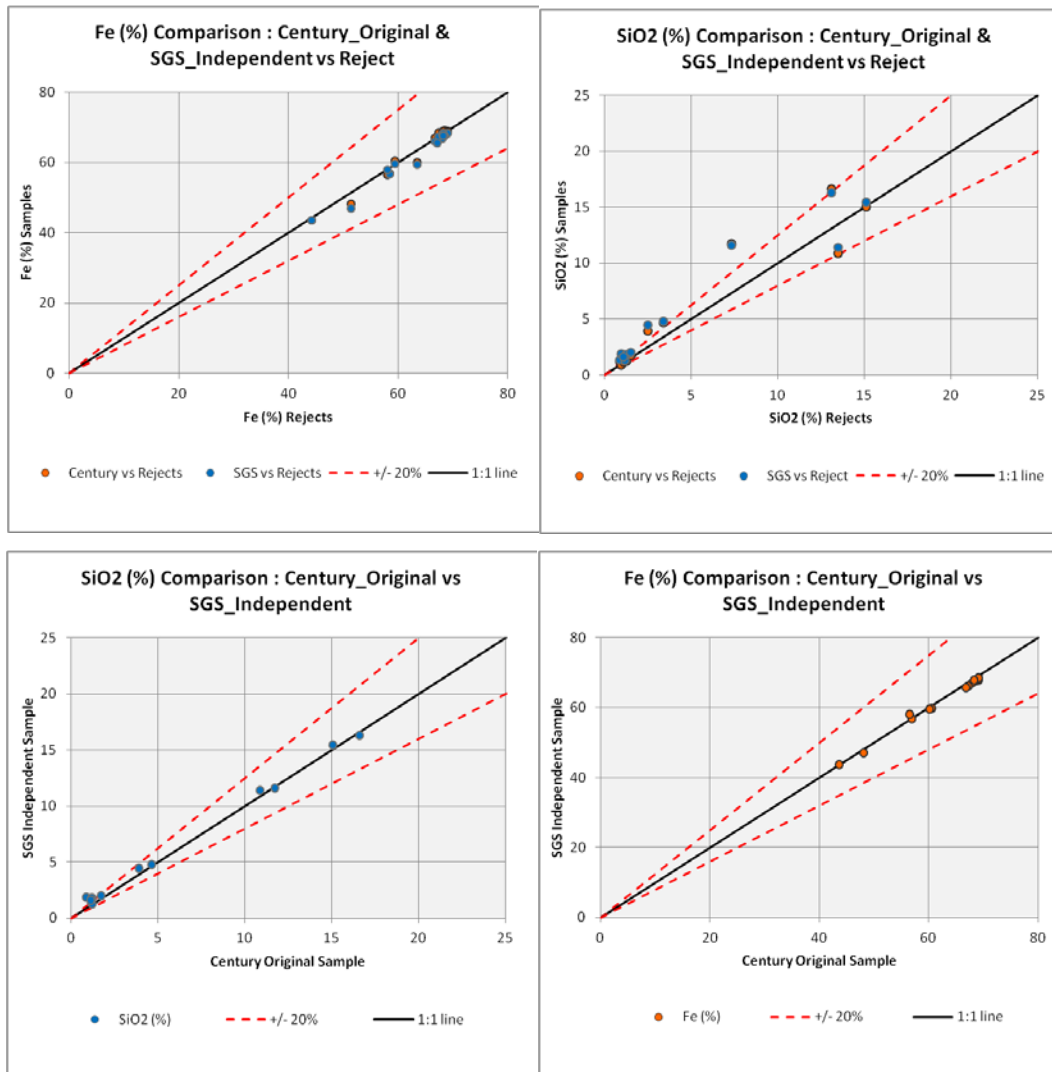 Fe (%) Comparison : Century_Original &
SGS_Independent vs Reject
80
60
40
20
0
Fe (%) Samples
0 20 40 60 80
Fe (%) Rejects
Century vs Rejects SGS vs Rejects +/- 20% 1:1 line
SiO2 (%) Comparison : Century_Original &
SGS_Independent vs Reject
25
20
15
10
5
0
SiO2 (%) Samples
0 5 10 15 20 25
SiO2 (%) Rejects
Century vs Rejects SGS vs Reject +/- 20% 1:1 line
SiO2 (%) Comparison : Century_Original vs
SGS_Independent
25
20
15
10
5
0
SGS Independent Sample
0 5 10 15 20 25
Century Original Sample
SiO2 (%) +/- 20% 1:1 line
Fe (%) Comparison : Century_Original vs
SGS_Independent
80
60
40
20
0
SGS Independent Sample
0 20 40 60 80
Century Original Sample
Fe (%) +/- 20% 1:1 line